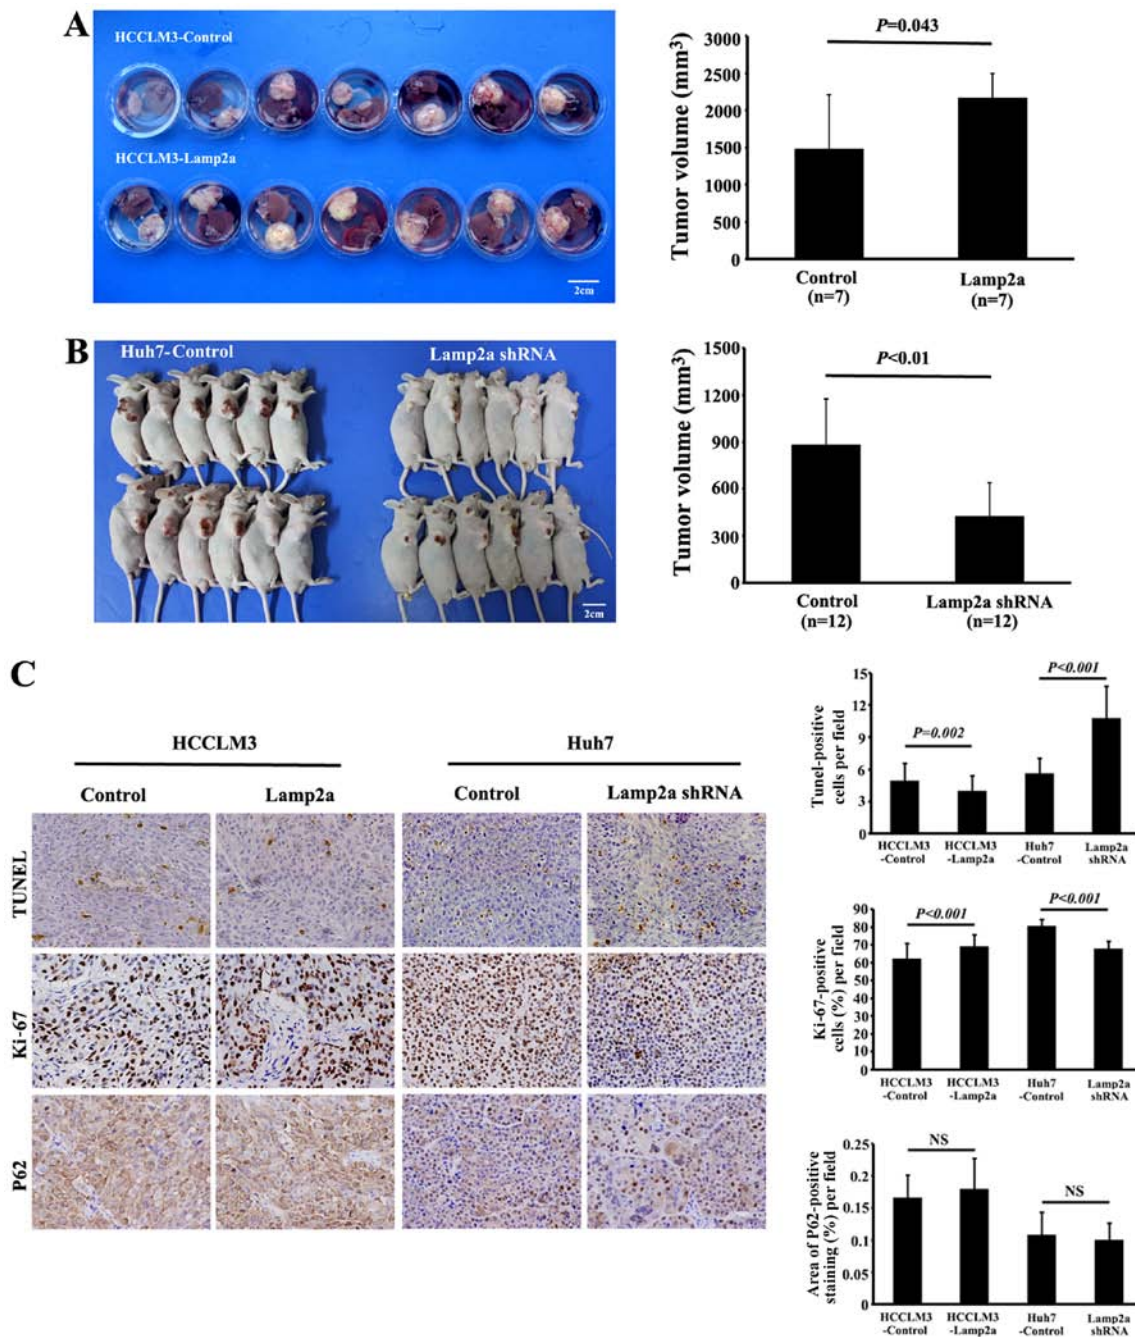 A
HCCLM3-Control
HCCLM3-Lamp2a
2cm
P=0.043
Tumor volume (mm3)
3000
2500
2000
1500
1000
500
0
Control
(n=7)
Lamp2a
(n=7)
B
Huh7-Control
Lamp2a shRNA
2cm
P<0.01
Tumor volume (mm3)
1500
1200
900
600
300
0
Control
(n=12)
Lamp2a shRNA
(n=12)
C
HCCLM3
Huh7
Control
Lamp2a
Control
Lamp2a shRNA
TUNEL
Ki-67
P62
P<0.001
P=0.002
Tunel-positive
cells per field
15
12
9
6
3
0
HCCLM3
-Control
HCCLM3
-Lamp2a
Huh7
-Control
Lamp2a
shRNA
P<0.001
P<0.001
Ki-67-positive
cells (%) per field
90
80
70
60
50
40
30
20
10
0
HCCLM3
-Control
HCCLM3
-Lamp2a
Huh7
-Control
Lamp2a
shRNA
NS
NS
Area of P62-positive
staining (%) per field
0.25
0.2
0.15
0.1
0.05
0
HCCLM3
-Control
HCCLM3
-Lamp2a
Huh7
-Control
Lamp2a
shRNA